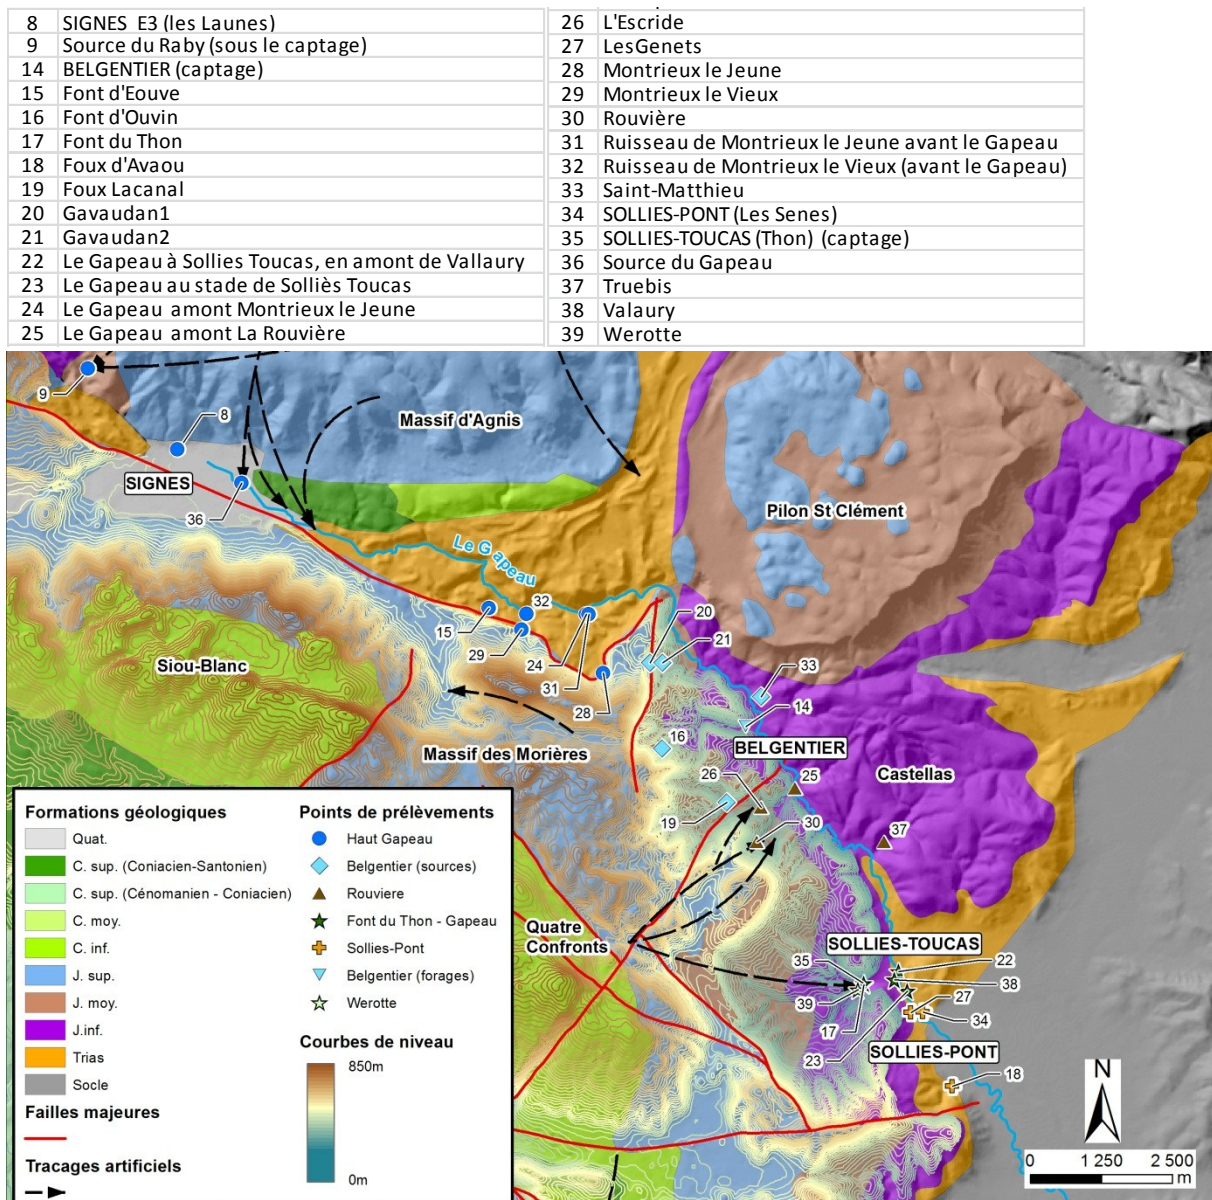 8 SIGNES E3 (les Launes)
9 Source du Raby (sous le captage)
14 BELGENTIER (captage)
15 Font d'Eouve
16 Font d'Ouvin
17 Font du Thon
18 Foux d'Avaou
19 Foux Lacanal
20 Gavaudan1
21 Gavaudan2
22 Le Gapeau à Sollies Toucas, en amont de Vallaury
23 Le Gapeau au stade de Solliès Toucas
24 Le Gapeau amont Montrieux le Jeune
25 Le Gapeau amont La Rouvière
26 L'Escride
27 LesGenets
28 Montrieux le Jeune
29 Montrieux le Vieux
30 Rouvière
31 Ruisseau de Montrieux le Jeune avant le Gapeau
32 Ruisseau de Montrieux le Vieux (avant le Gapeau)
33 Saint-Matthieu
34 SOLLIES-PONT (Les Senes)
35 SOLLIES-TOUCAS (Thon) (captage)
36 Source du Gapeau
37 Truebis
38 Valaury
39 Werotte
9
8
Massif d'Agnis
SIGNES
36
Pilon St Clément
Le Gapeau
32
15
29
24
31
28
20
21
33
14
Siou-Blanc
16
BELGENTIER
Massif des Morières
26
25
Castellas
19
30
37
Quatre
Confronts
SOLLIES-TOUCAS
35
22
38
39
27
34
17
23
SOLLIES-PONT
18
Formations géologiques
Quat.
C. sup. (Coniacien-Santonien)
C. sup. (Cénomanien - Coniacien)
C. moy.
C. inf.
J. sup.
J. moy.
J.inf.
Trias
Socle
Failles majeures
Tracages artificiels
Points de prélèvements
Haut Gapeau
Belgentier (sources)
Rouviere
Font du Thon - Gapeau
Sollies-Pont
Belgentier (forages)
Werotte
Courbes de niveau
850m
0m
N
0 1 250 2 500
m